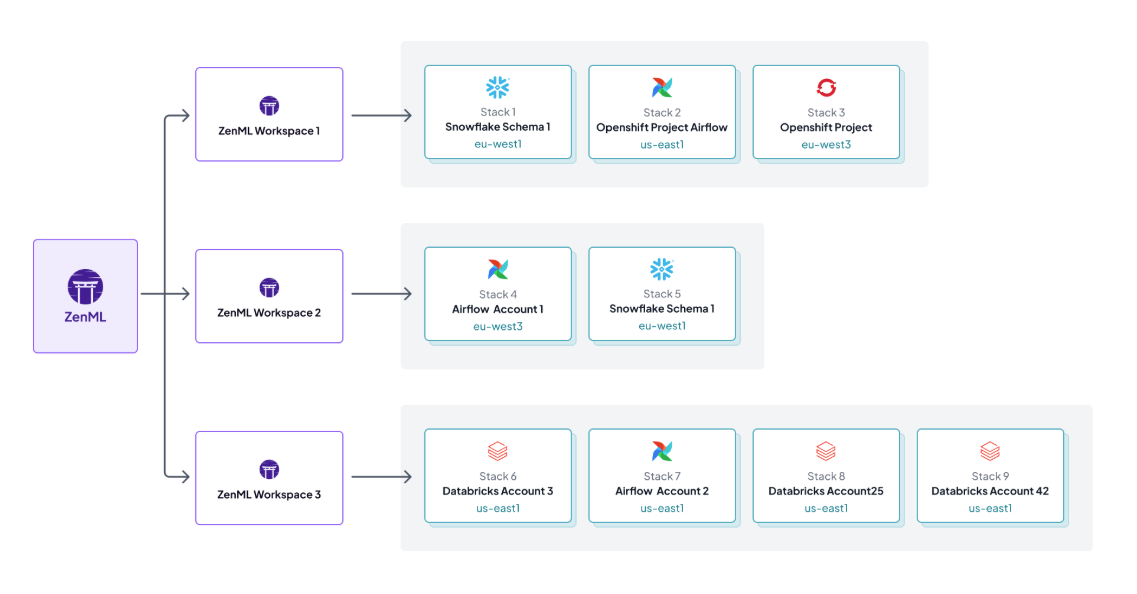 ZenML
ZenML Workspace 1
Stack 1
Snowflake Schema 1
eu-west1
Stack 2
Openshift Project Airflow
us-east1
Stack 3
Openshift Project
eu-west3
ZenML Workspace 2
Stack 4
Airflow Account 1
eu-west3
Stack 5
Snowflake Schema 1
eu-west1
ZenML Workspace 3
Stack 6
Databricks Account 3
us-east1
Stack 7
Airflow Account 2
us-east1
Stack 8
Databricks Account25
us-east1
Stack 9
Databricks Account 42
us-east1